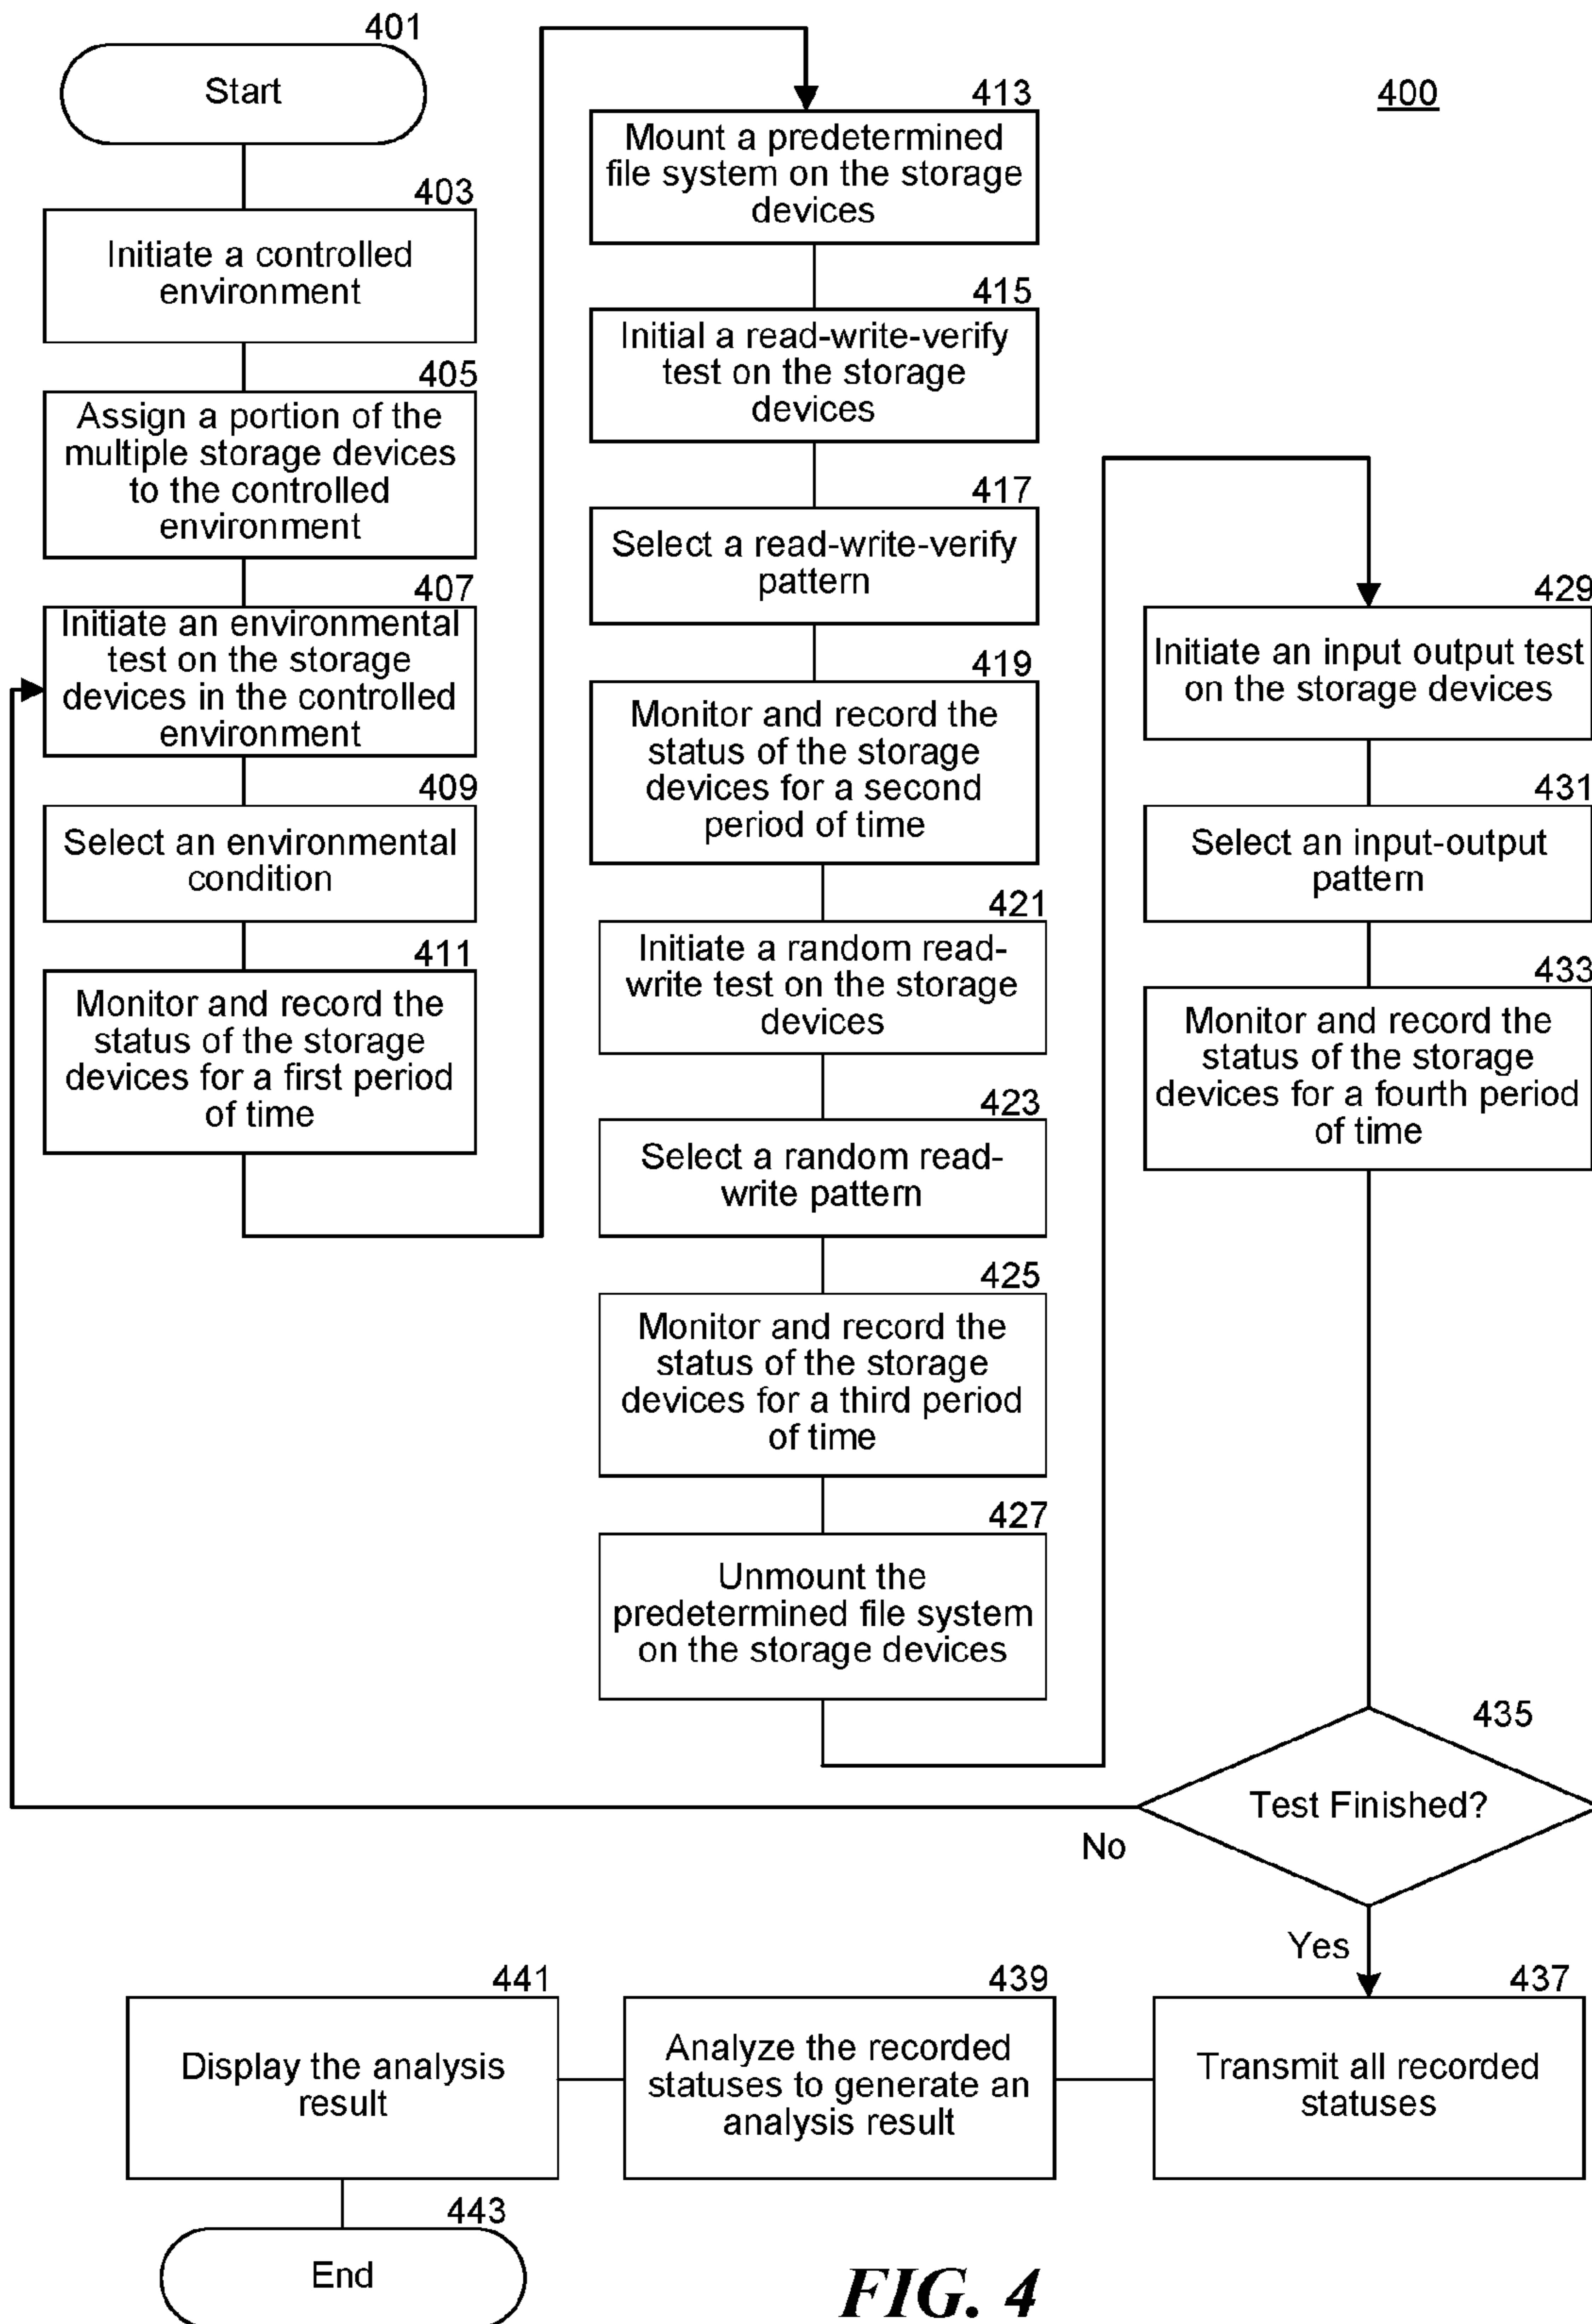 401
Start
403
Initiate a controlled
environment
405
Assign a portion of the
multiple storage devices
to the controlled
environment
407
Initiate an environmental
test on the storage
devices in the controlled
environment
409
Select an environmental
condition
411
Monitor and record the
status of the storage
devices for a first period
of time
413
Mount a predetermined
file system on the storage
devices
415
Initial a read-write-verify
test on the storage
devices
417
Select a read-write-verify
pattern
419
Monitor and record the
status of the storage
devices for a second
period of time
421
Initiate a random read-
write test on the storage
devices
423
Select a random read-
write pattern
425
Monitor and record the
status of the storage
devices for a third period
of time
427
Unmount the
predetermined file system
on the storage devices
400
429
Initiate an input output test
on the storage devices
431
Select an input-output
pattern
433
Monitor and record the
status of the storage
devices for a fourth period
of time
435
Test Finished?
No
Yes
437
Transmit all recorded
statuses
439
Analyze the recorded
statuses to generate an
analysis result
441
Display the analysis
result
443
End
FIG. 4